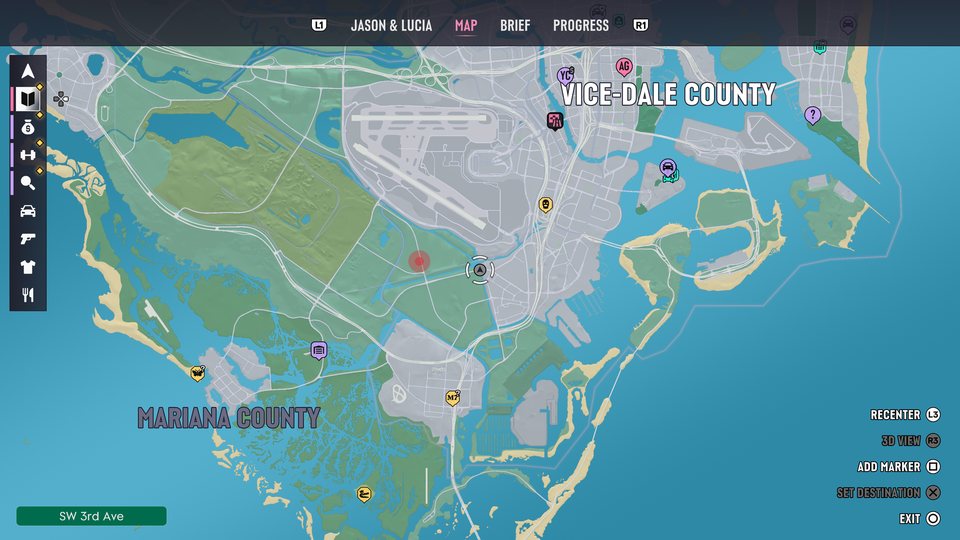 L1 JASON & LUCIA MAP BRIEF PROGRESS R1
YC
AG
VICE-DALE COUNTY
?
$
M7
MARIANA COUNTY
RECENTER L3
3D VIEW R3
ADD MARKER
SET DESTINATION
EXIT
SW 3rd Ave